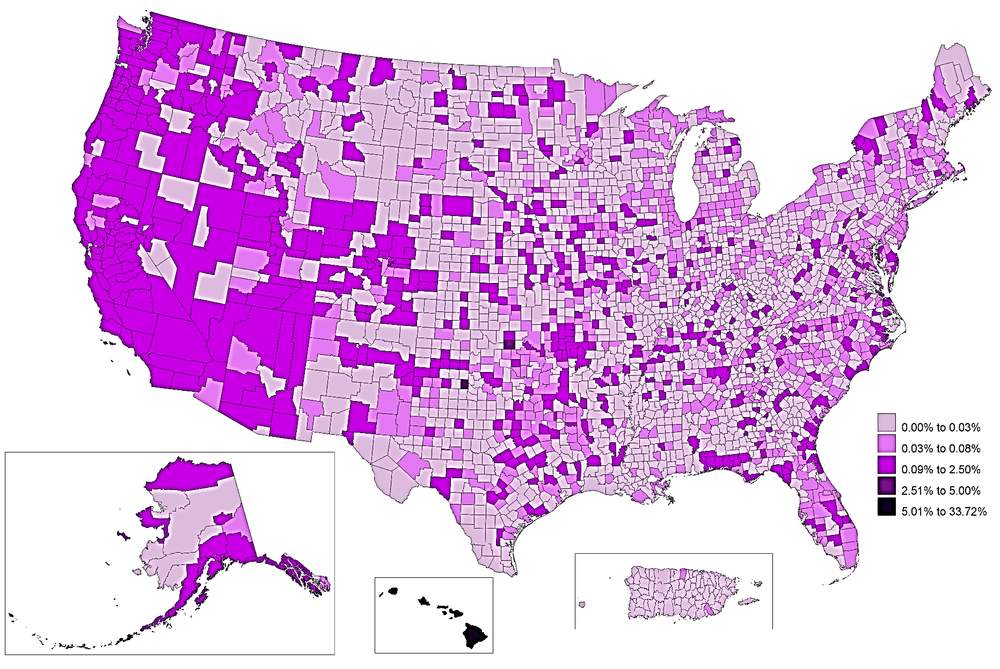 0.00% to 0.03%
0.03% to 0.08%
0.09% to 2.50%
2.51% to 5.00%
5.01% to 33.72%